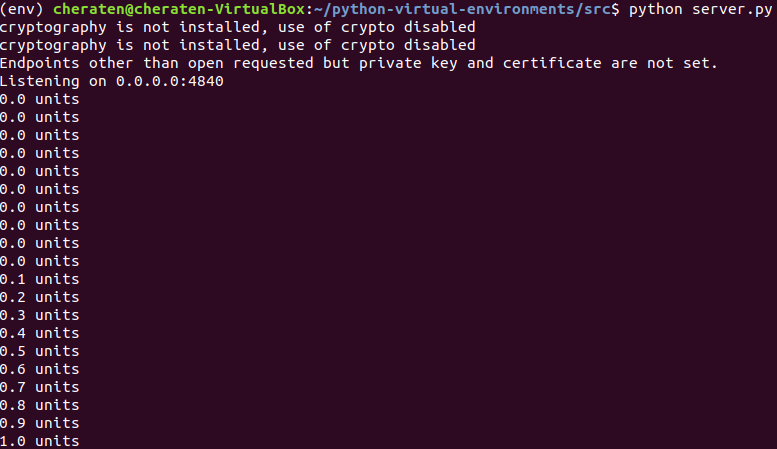 (env) cheraten@cheraten-VirtualBox:~/python-virtual-environments/src$ python server.py
cryptography is not installed, use of crypto disabled
cryptography is not installed, use of crypto disabled
Endpoints other than open requested but private key and certificate are not set.
Listening on 0.0.0.0:4840
0.0 units
0.0 units
0.0 units
0.0 units
0.0 units
0.0 units
0.0 units
0.0 units
0.0 units
0.0 units
0.1 units
0.2 units
0.3 units
0.4 units
0.5 units
0.6 units
0.7 units
0.8 units
0.9 units
1.0 units